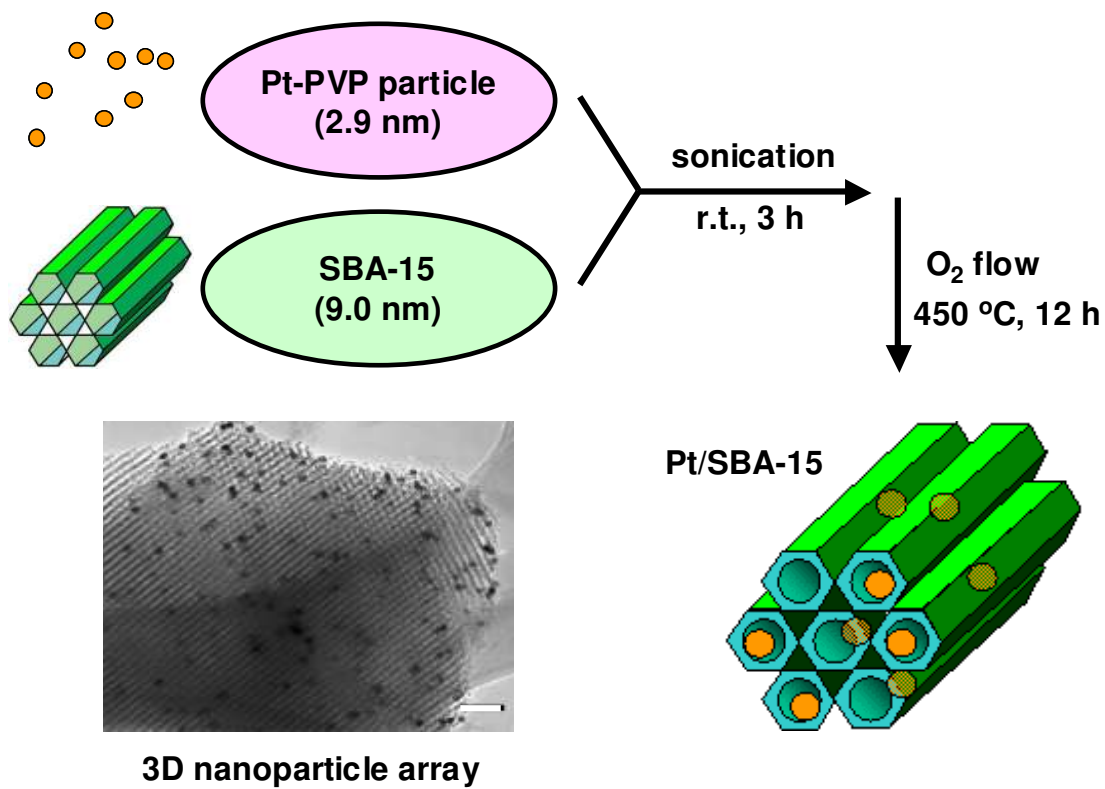 Pt-PVP particle
(2.9 nm)
SBA-15
(9.0 nm)
sonication
r.t., 3 h
O₂ flow
450 ºC, 12 h
Pt/SBA-15
3D nanoparticle array